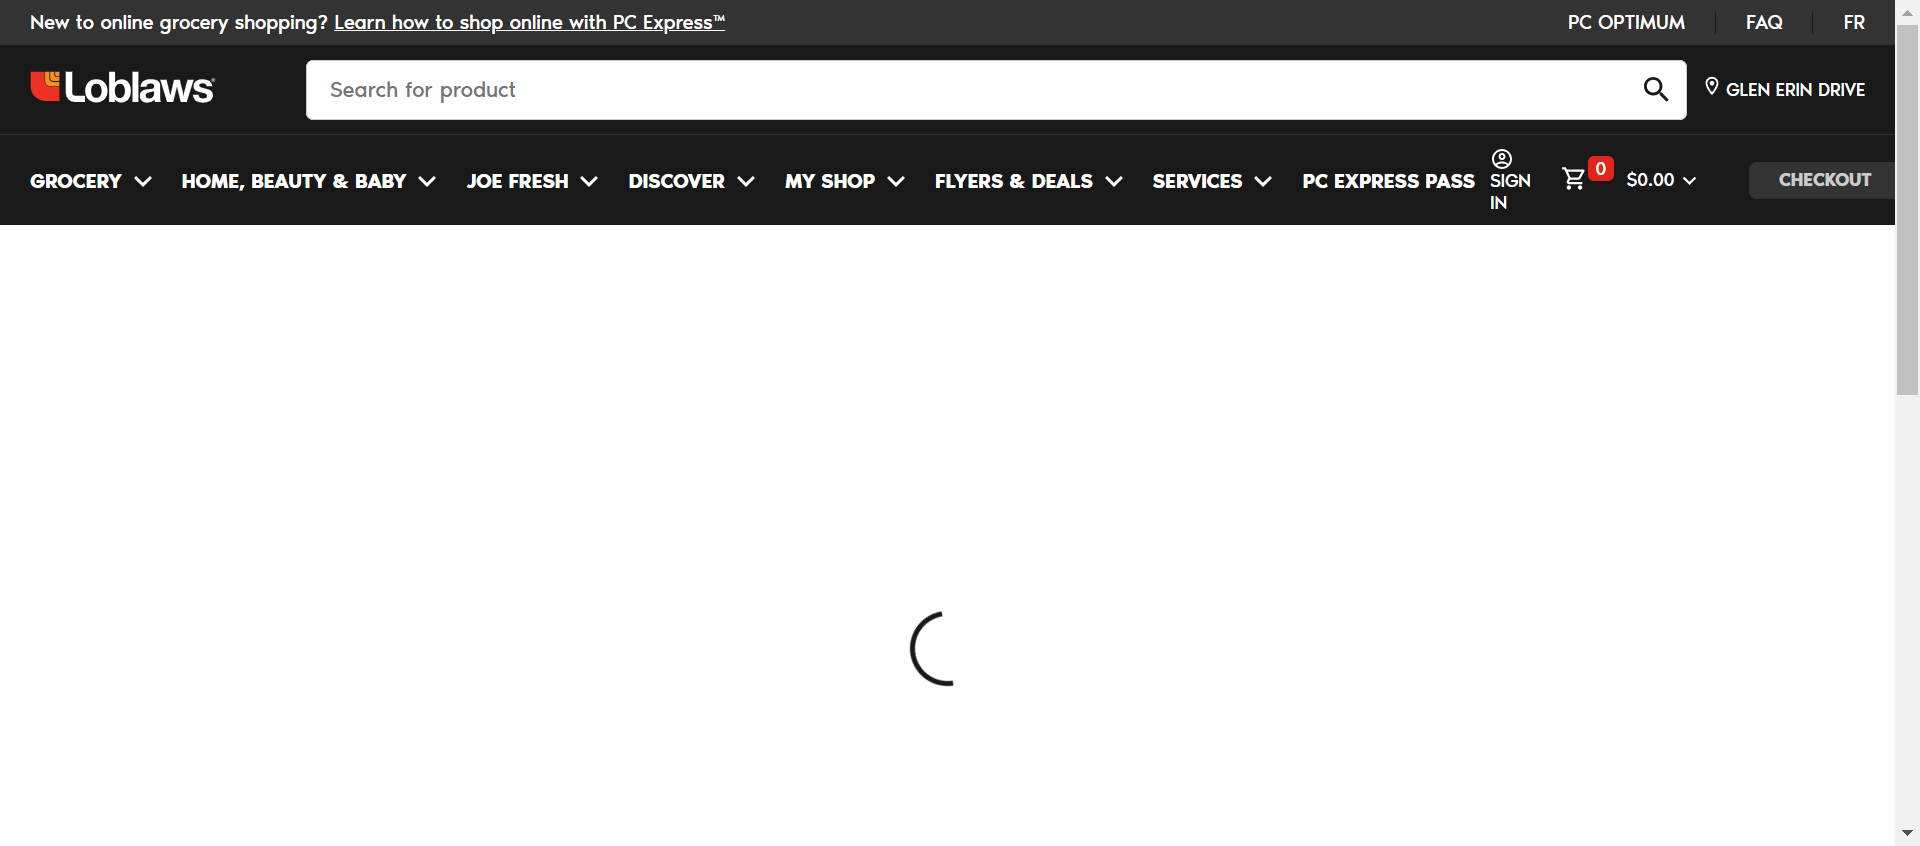 New to online grocery shopping? Learn how to shop online with PC Express™
PC OPTIMUM
FAQ
FR
Loblaws®
Search for product
GLEN ERIN DRIVE
GROCERY
HOME, BEAUTY & BABY
JOE FRESH
DISCOVER
MY SHOP
FLYERS & DEALS
SERVICES
PC EXPRESS PASS
SIGN
IN
0
$0.00
CHECKOUT